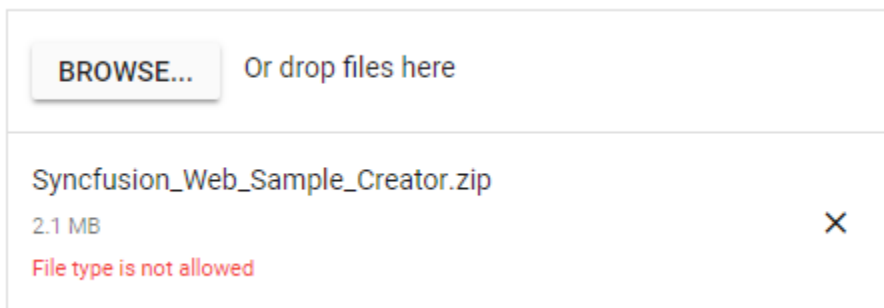 BROWSE... Or drop files here
Syncfusion_Web_Sample_Creator.zip
2.1 MB
File type is not allowed